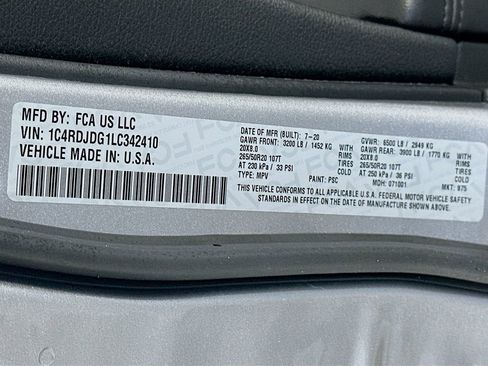 MFD BY: FCA US LLC
VIN: 1C4RDJDG1LC342410
VEHICLE MADE IN: U.S.A.
DATE OF MFR (BUILT): 7-20 GVWR: 6500 LB / 2949 KG
GAWR FRONT: 3200 LB / 1452 KG GAWR REAR: 3900 LB / 1770 KG
20X8.0 RIMS 20X8.0 RIMS
265/50R20 107T TIRES 265/50R20 107T TIRES
AT 230 kPa / 33 PSI COLD AT 250 kPa / 36 PSI COLD
TYPE: MPV PAINT: PSC MDH: 071001 MKT: 875
THIS VEHICLE CONFORMS TO ALL APPLICABLE U.S.A. FEDERAL MOTOR VEHICLE SAFETY
STANDARDS IN EFFECT ON THE DATE OF MANUFACTURE SHOWN ABOVE.